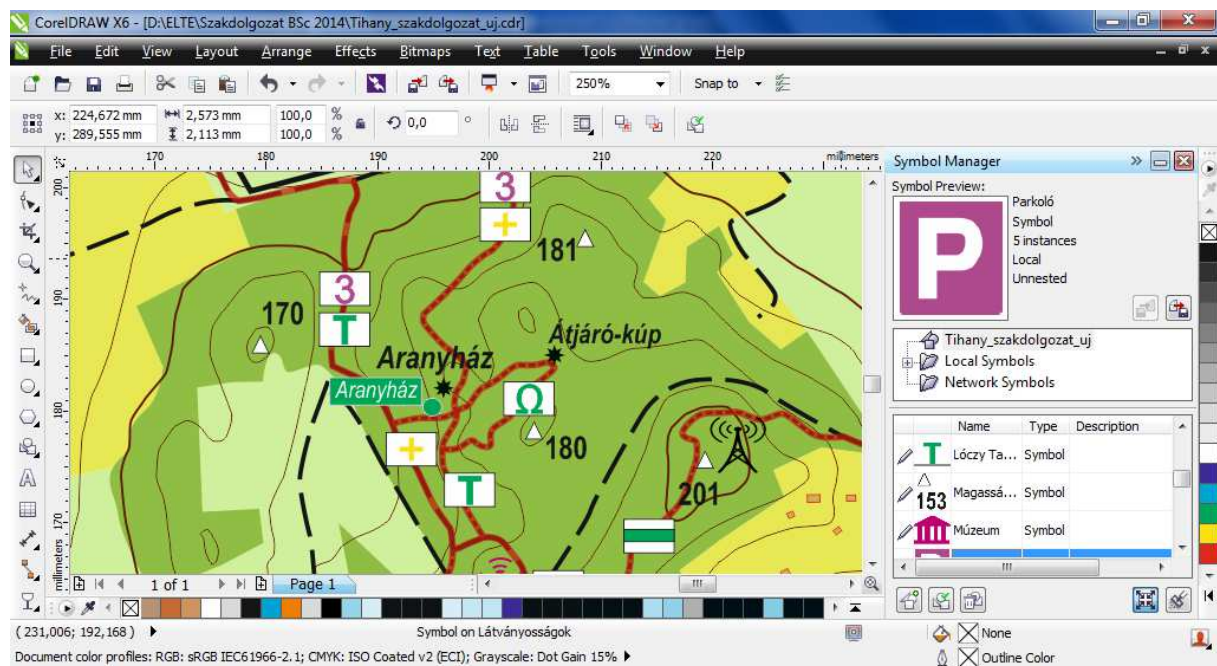 CorelDRAW X6 - [D:\ELTE\Szakdolgozat BSc 2014\Tihany_szakdolgozat_uj.cdr]
File Edit View Layout Arrange Effects Bitmaps Text Table Tools Window Help
250% Snap to
x: 224,672 mm 2,573 mm 100,0 % 0,0 °
y: 289,555 mm 2,113 mm 100,0 %
170 180 190 200 210 220 millimeters
200
190
180
170
millimeters
3
181
3
170
T
Átjáró-kúp
Aranyház
Aranyház
Ω
180
T
201
Symbol Manager
Symbol Preview:
P
Parkoló
Symbol
5 instances
Local
Unnested
Tihany_szakdolgozat_uj
Local Symbols
Network Symbols
Name Type Description
T Lóczy Ta... Symbol
153 Magassá... Symbol
Múzeum Symbol
1 of 1 Page 1
(231,006; 192,168) Symbol on Látványosságok None
Document color profiles: RGB: sRGB IEC61966-2.1; CMYK: ISO Coated v2 (ECI); Grayscale: Dot Gain 15% Outline Color